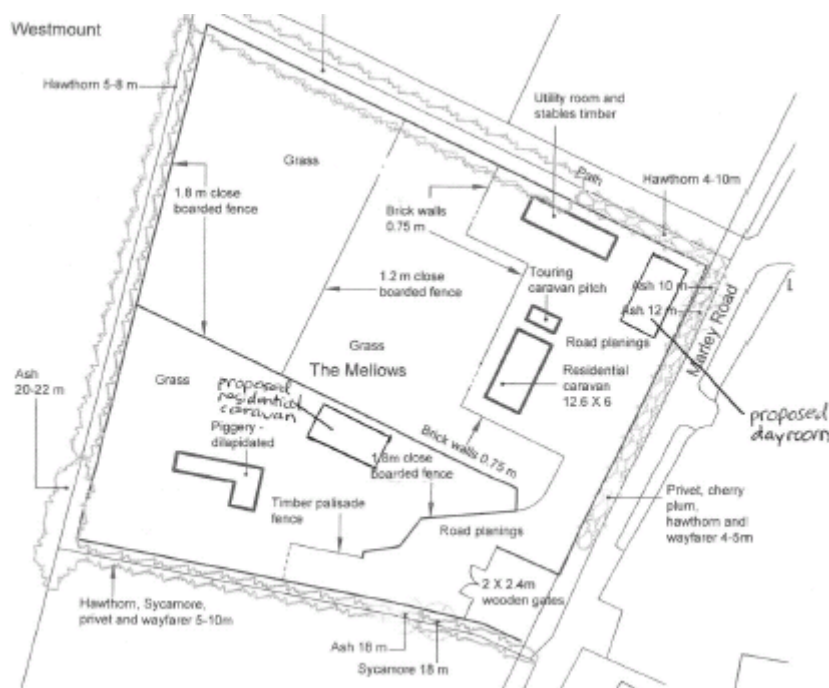 Westmount
Hawthorn 5-8 m
Utility room and
stables timber
Grass
Path
Hawthorn 4-10m
1.8 m close
boarded fence
Brick walls
0.75 m
Touring
caravan pitch
Ash 10 m
Ash 12 m
Marley Road
1.2 m close
boarded fence
Road planings
Grass
The Mellows
Residential
caravan
12.6 X 6
Ash
20-22 m
Grass
proposed
residential
caravan
proposed
dayroom
Piggery -
dilapidated
Brick walls 0.75 m
1.8m close
boarded fence
Timber palisade
fence
Road planings
Privet, cherry
plum,
hawthorn and
wayfarer 4-5m
2 X 2.4m
wooden gates
Hawthorn, Sycamore,
privet and wayfarer 5-10m
Ash 18 m
Sycamore 18 m